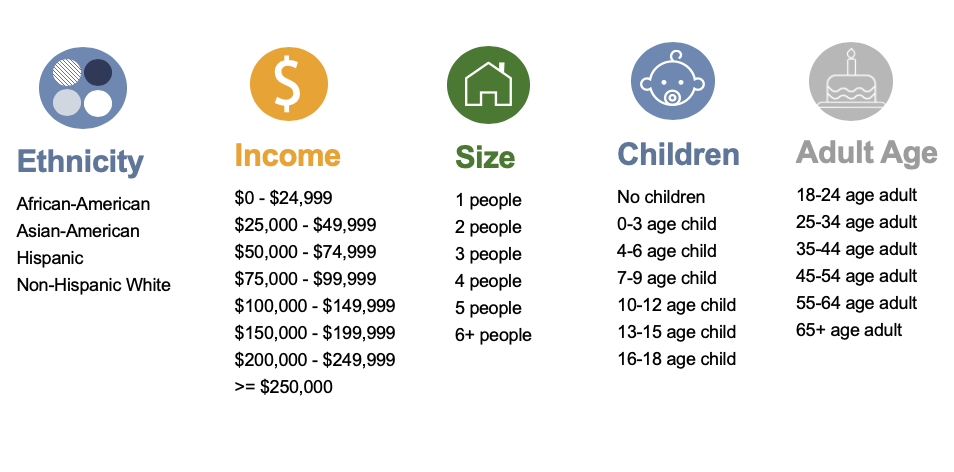 Ethnicity
African-American
Asian-American
Hispanic
Non-Hispanic White
$
Income
$0 - $24,999
$25,000 - $49,999
$50,000 - $74,999
$75,000 - $99,999
$100,000 - $149,999
$150,000 - $199,999
$200,000 - $249,999
>= $250,000
Size
1 people
2 people
3 people
4 people
5 people
6+ people
Children
No children
0-3 age child
4-6 age child
7-9 age child
10-12 age child
13-15 age child
16-18 age child
Adult Age
18-24 age adult
25-34 age adult
35-44 age adult
45-54 age adult
55-64 age adult
65+ age adult